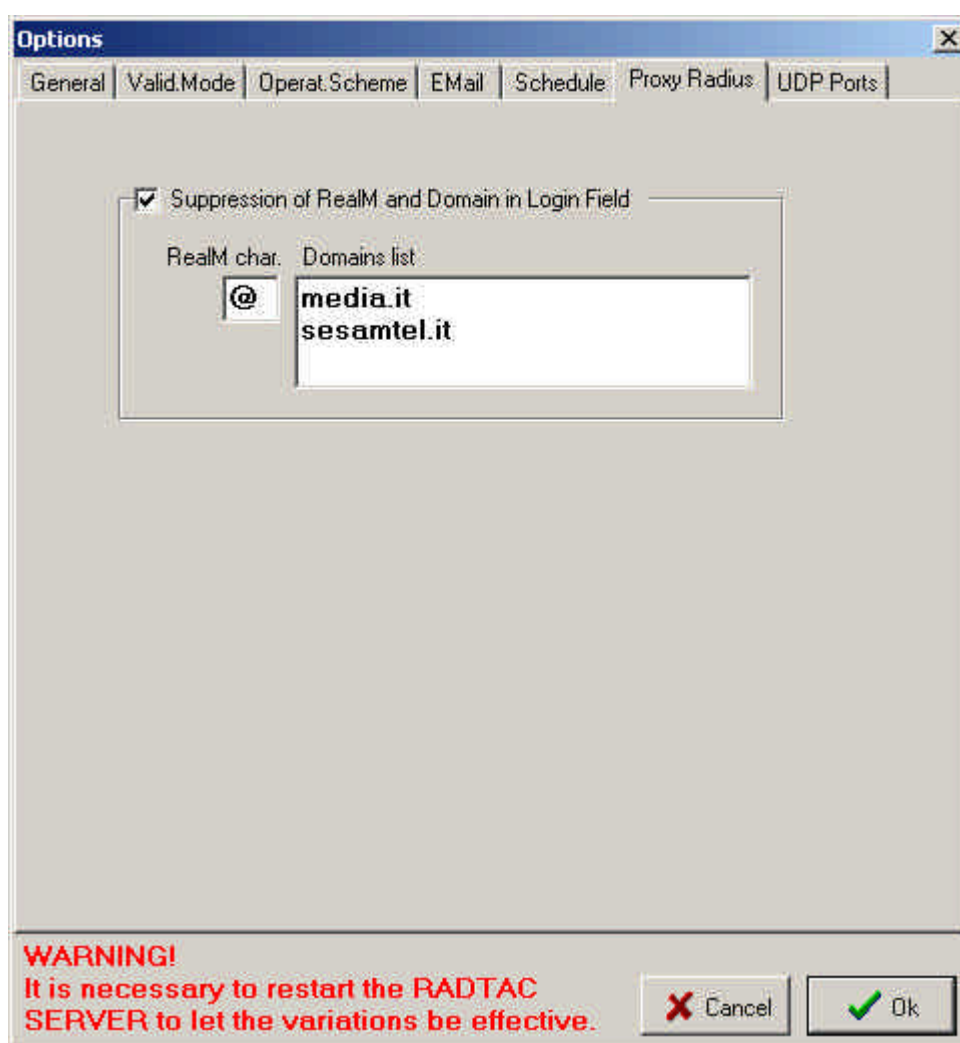 Options
General Valid.Mode Operat.Scheme EMail Schedule Proxy Radius UDP Ports
Suppression of RealM and Domain in Login Field
RealM char. Domains list
@ media.it
sesamtel.it
WARNING!
It is necessary to restart the RADTAC
SERVER to let the variations be effective.
Cancel Ok